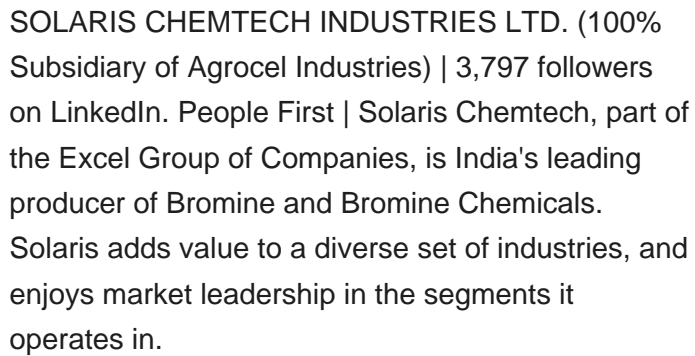 SOLARIS CHEMTECH INDUSTRIES LTD. (100%
Subsidiary of Agrocel Industries) | 3,797 followers
on LinkedIn. People First | Solaris Chemtech, part of
the Excel Group of Companies, is India's leading
producer of Bromine and Bromine Chemicals.
Solaris adds value to a diverse set of industries, and
enjoys market leadership in the segments it
operates in.